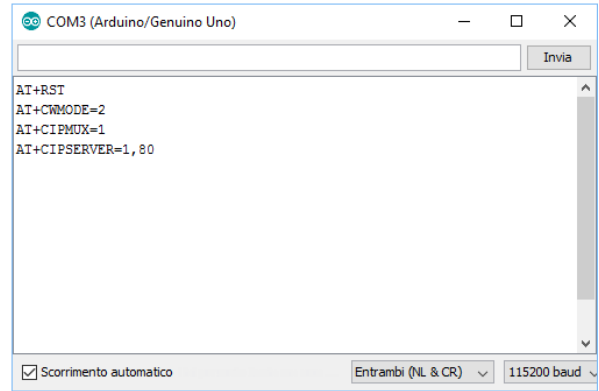 COM3 (Arduino/Genuino Uno)
Invia
AT+RST
AT+CWMODE=2
AT+CIPMUX=1
AT+CIPSERVER=1,80
Scorrimento automatico
Entrambi (NL & CR)
115200 baud